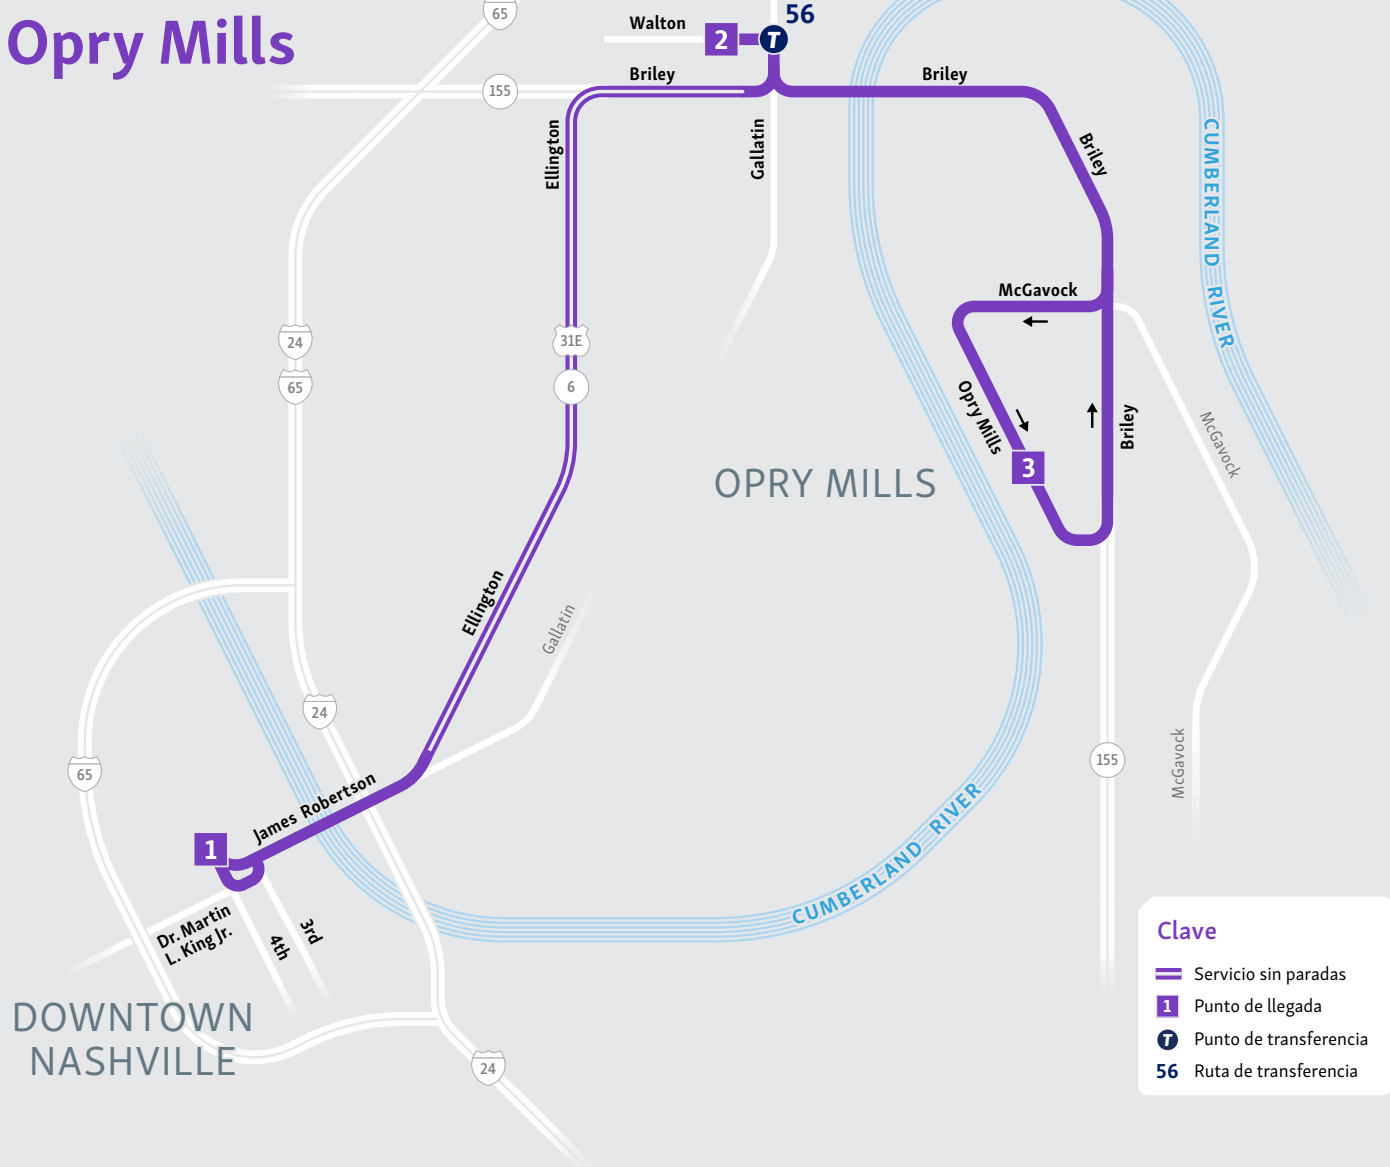 Opry Mills
65
56
Walton
2
T
Briley
Briley
155
Ellington
Gallatin
Briley
CUMBERLAND RIVER
McGavock
24
31E
65
6
Opry Mills
Briley
McGavock
3
OPRY MILLS
Ellington
Gallatin
24
65
155
McGavock
James Robertson
1
CUMBERLAND RIVER
Dr. Martin
L. King Jr.
4th
3rd
DOWNTOWN
NASHVILLE
24
Clave
Servicio sin paradas
1 Punto de llegada
T Punto de transferencia
56 Ruta de transferencia